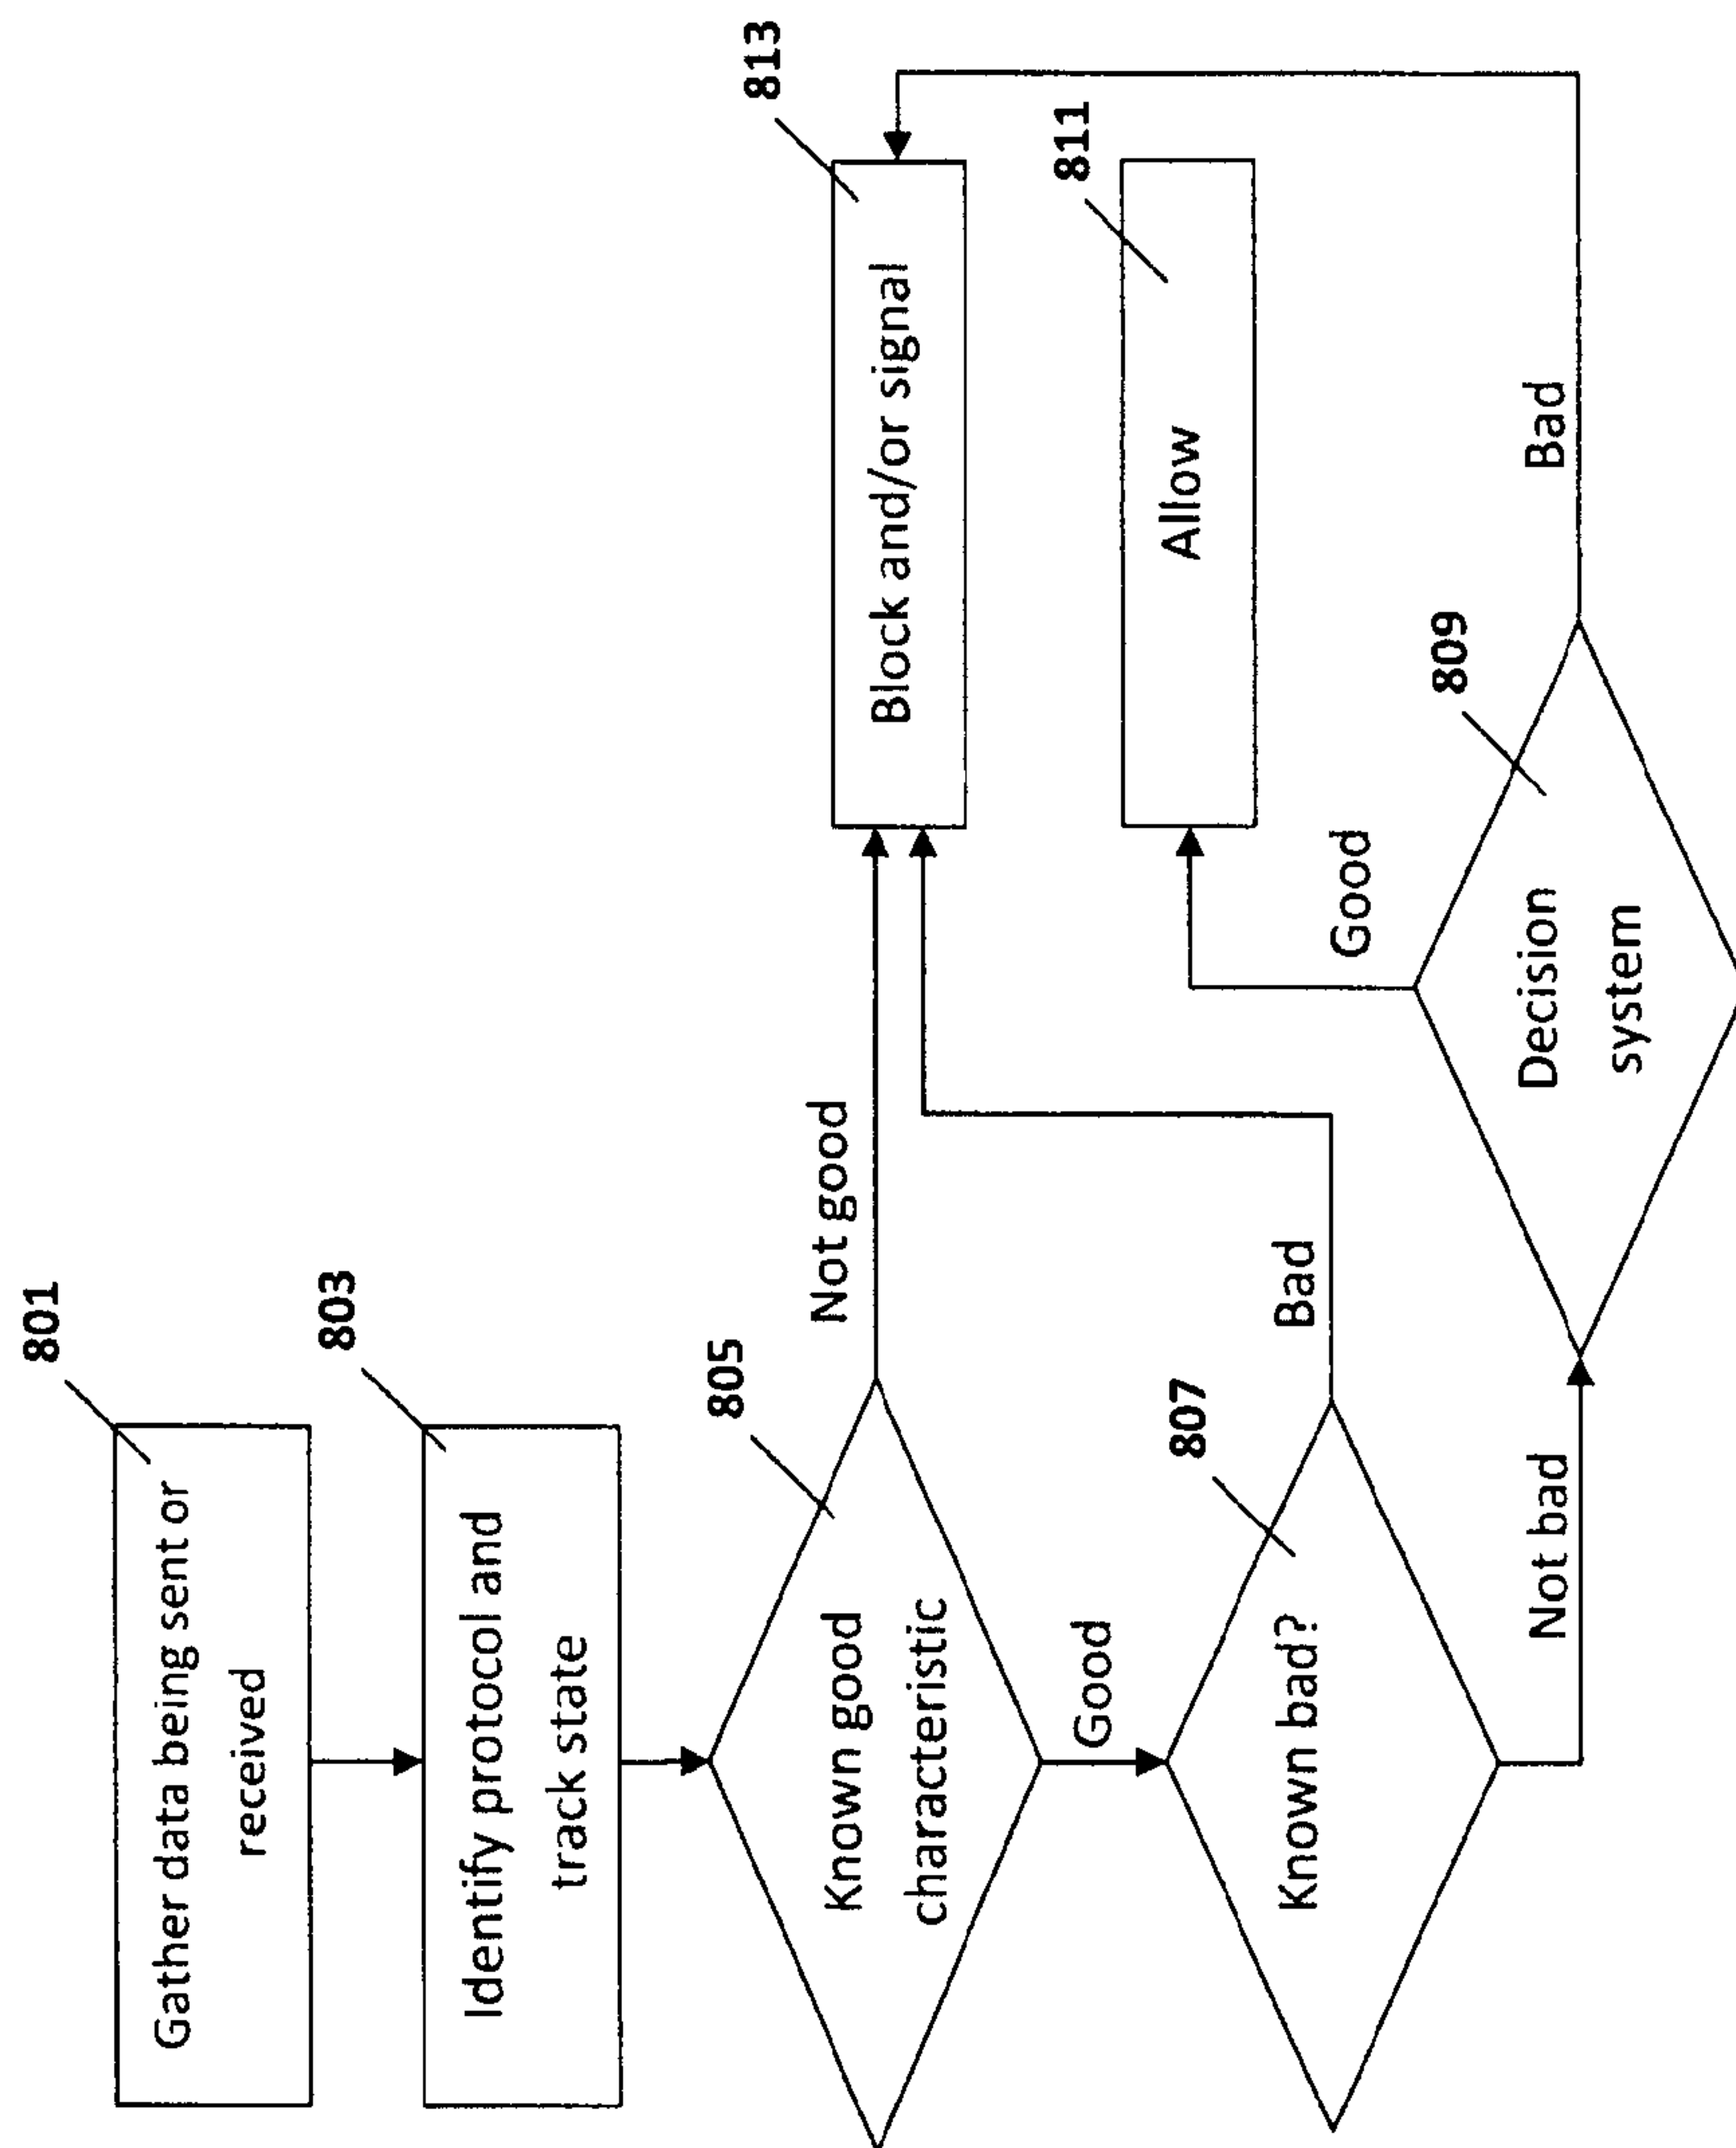 801
Gather data being sent or
received
803
Identify protocol and
track state
805
Known good
characteristic
Not good
813
Block and/or signal
Good
807
Known bad?
Bad
811
Allow
Not bad
809
Decision
system
Good
Bad